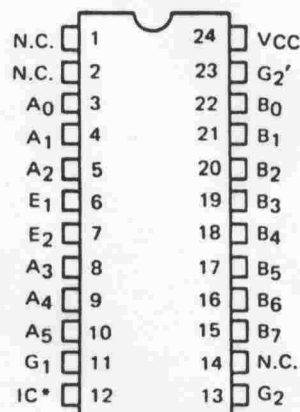 N.C. 1 24 VCC
N.C. 2 23 G2′
A0 3 22 B0
A1 4 21 B1
A2 5 20 B2
E1 6 19 B3
E2 7 18 B4
A3 8 17 B5
A4 9 16 B6
A5 10 15 B7
G1 11 14 N.C.
IC* 12 13 G2